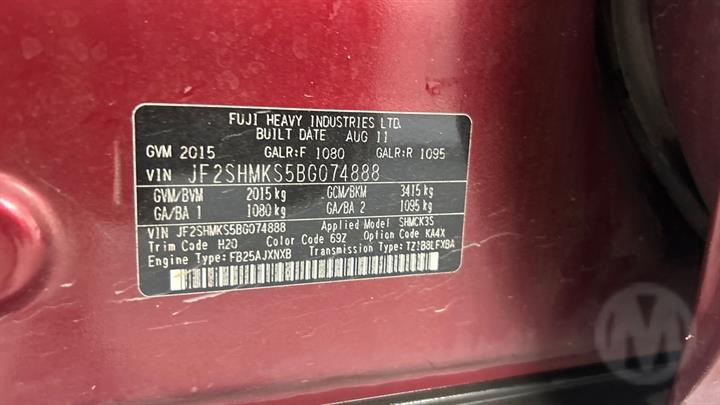 FUJI HEAVY INDUSTRIES LTD.
BUILT DATE AUG 11
GVM 2015 GALR:F 1080 GALR:R 1095
VIN JF2SHMKS5BG074888
GVM/BVM 2015 kg GCM/BKM 3415 kg
GA/BA 1 1080 kg GA/BA 2 1095 kg
VIN JF2SHMKS5BG074888 Applied Model SHMCK3S
Trim Code H20 Color Code 69Z Option Code KA4X
Engine Type: FB25AJXNXB Transmission Type: TZ1B8LFXBA
M